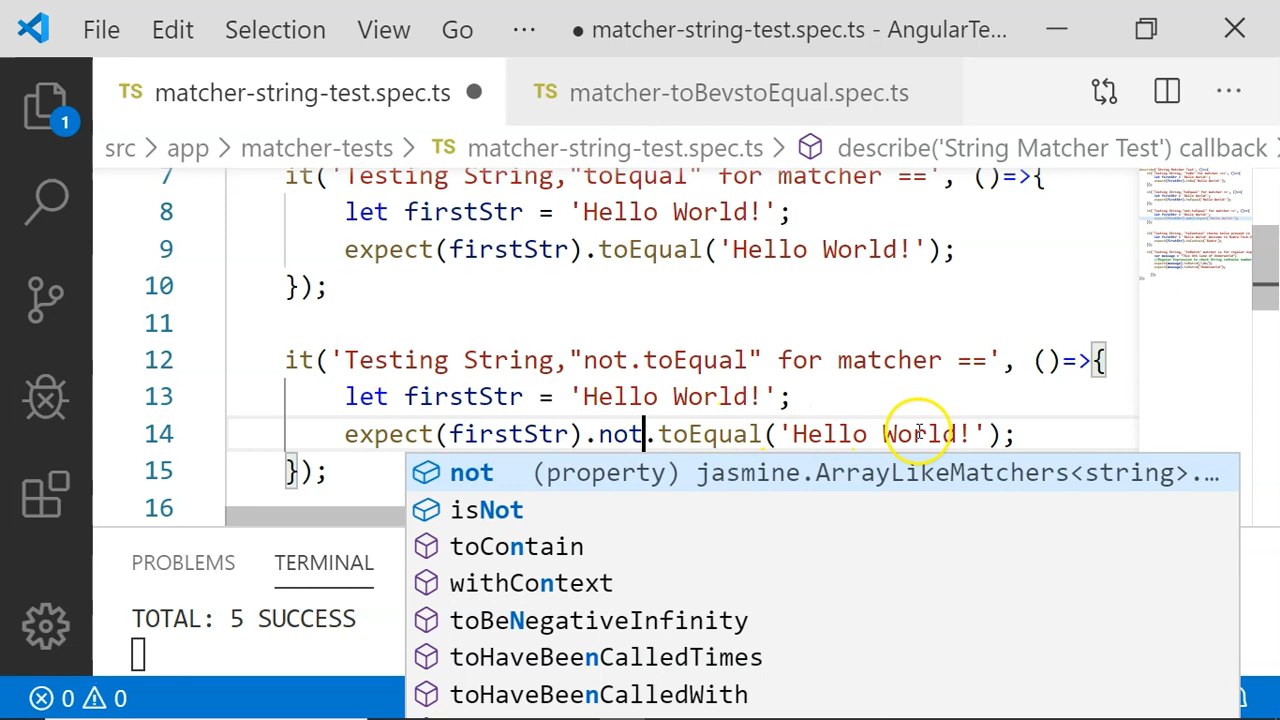 File Edit Selection View Go ··· ● matcher-string-test.spec.ts - AngularTe...
TS matcher-string-test.spec.ts ● TS matcher-toBevstoEqual.spec.ts ···
1
src > app > matcher-tests > TS matcher-string-test.spec.ts > describe('String Matcher Test') callback >
7 it('Testing String,"toEqual" for matcher ==', ()=>{
8 let firstStr = 'Hello World!';
9 expect(firstStr).toEqual('Hello World!');
10 });
11
12 it('Testing String,"not.toEqual" for matcher ==', ()=>{
13 let firstStr = 'Hello World!';
14 expect(firstStr).not.toEqual('Hello World!');
15 });
16
not (property) jasmine.ArrayLikeMatchers<string>.…
isNot
toContain
withContext
toBeNegativeInfinity
toHaveBeenCalledTimes
toHaveBeenCalledWith
PROBLEMS TERMINAL
TOTAL: 5 SUCCESS
0 0